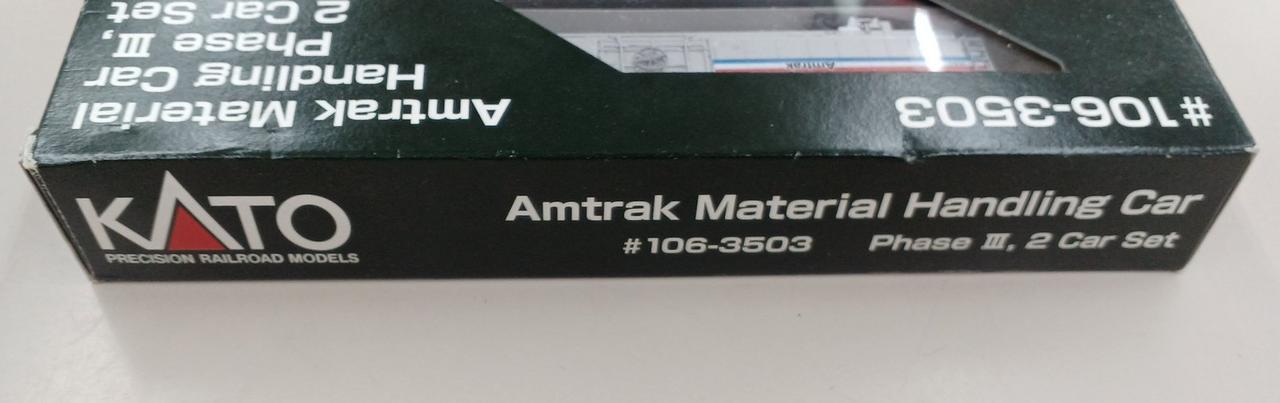 2 Car Set
Phase Ⅲ,
Handling Car
Amtrak Material
#106-3503
Amtrak
KATO
PRECISION RAILROAD MODELS
Amtrak Material Handling Car
#106-3503 Phase Ⅲ, 2 Car Set